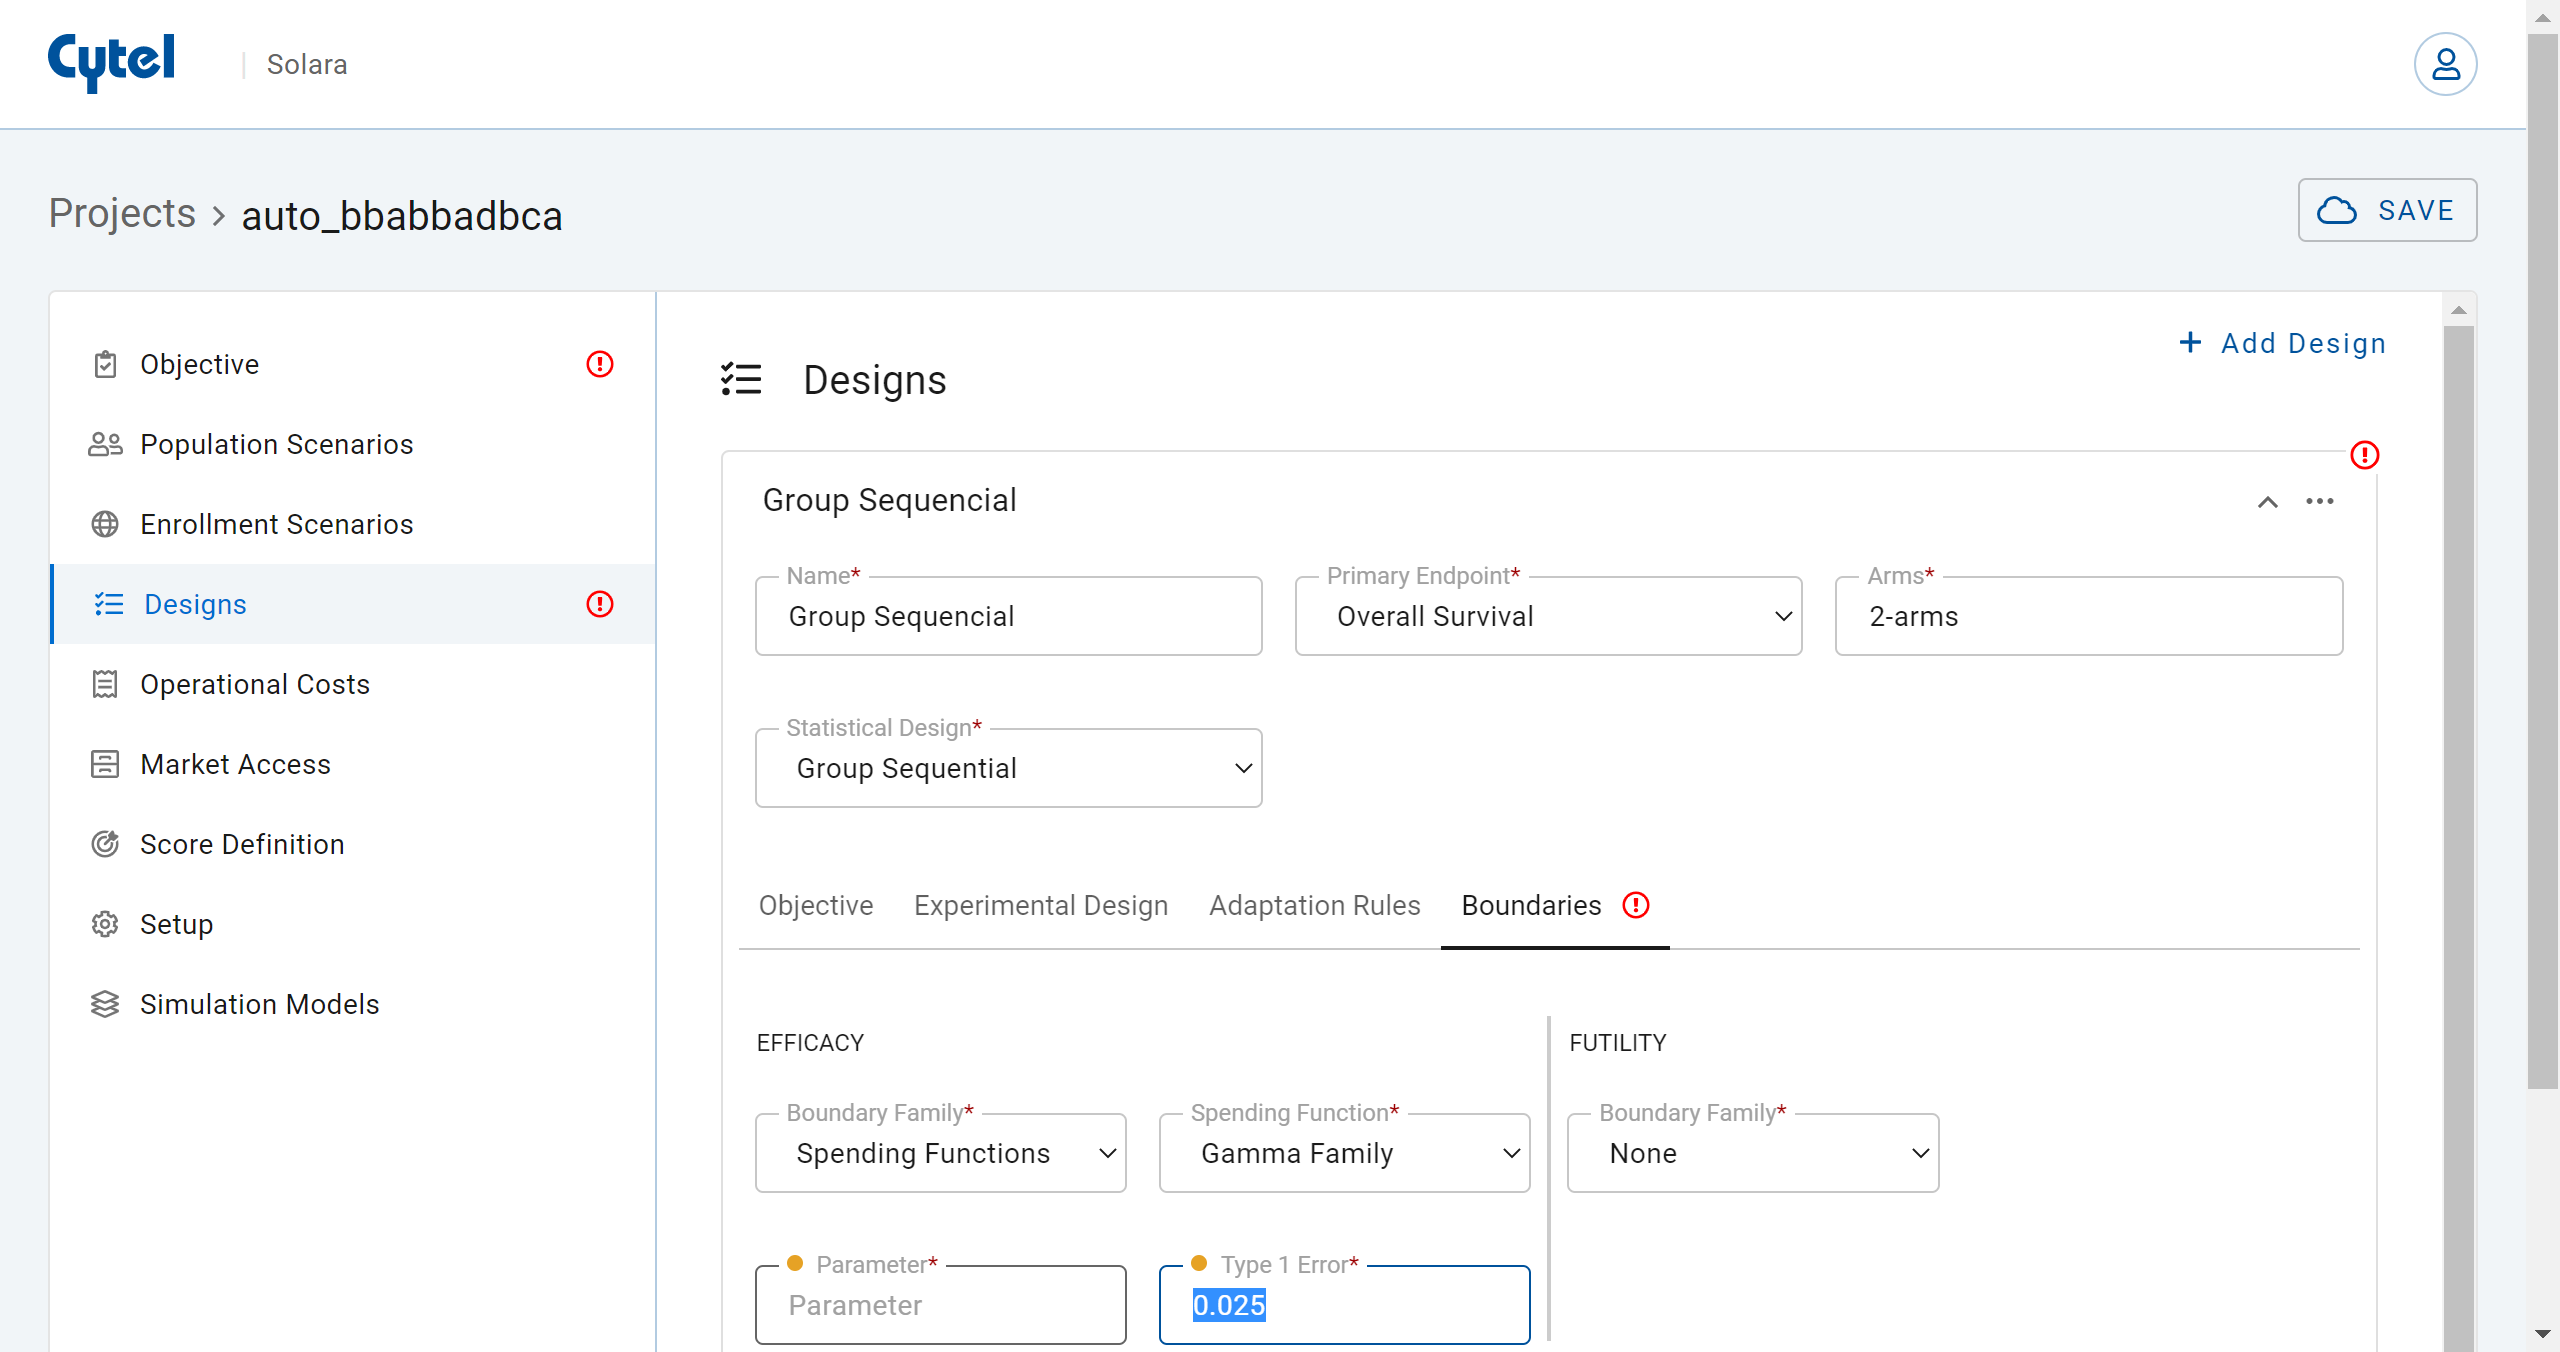 Cytel
Solara
Projects > auto_bbabbadbca
SAVE
Objective
Population Scenarios
Enrollment Scenarios
Designs
Operational Costs
Market Access
Score Definition
Setup
Simulation Models
+ Add Design
Designs
Group Sequencial
Name*
Group Sequencial
Primary Endpoint*
Overall Survival
Arms*
2-arms
Statistical Design*
Group Sequential
Objective
Experimental Design
Adaptation Rules
Boundaries
EFFICACY
Boundary Family*
Spending Functions
Spending Function*
Gamma Family
Parameter*
Parameter
Type 1 Error*
0.025
FUTILITY
Boundary Family*
None